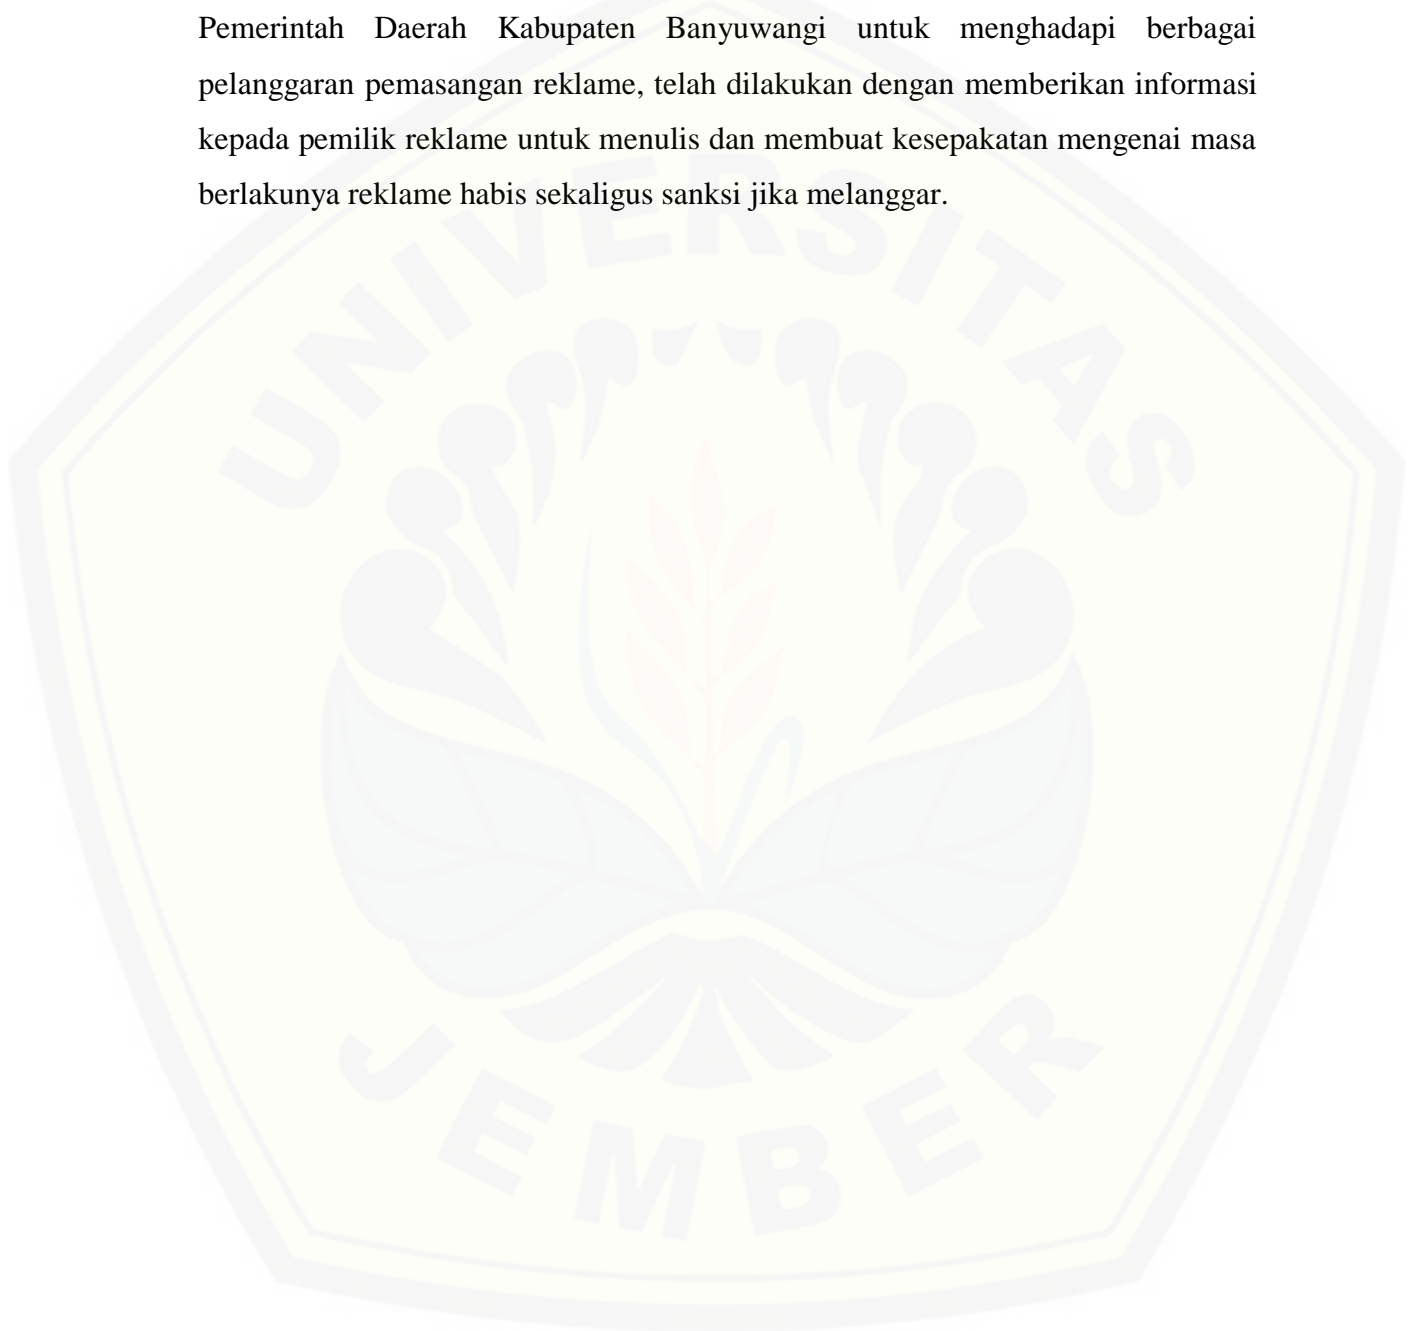 Pemerintah Daerah Kabupaten Banyuwangi untuk menghadapi berbagai
pelanggaran pemasangan reklame, telah dilakukan dengan memberikan informasi
kepada pemilik reklame untuk menulis dan membuat kesepakatan mengenai masa
berlakunya reklame habis sekaligus sanksi jika melanggar.
UNIVERSITAS
JEMBER